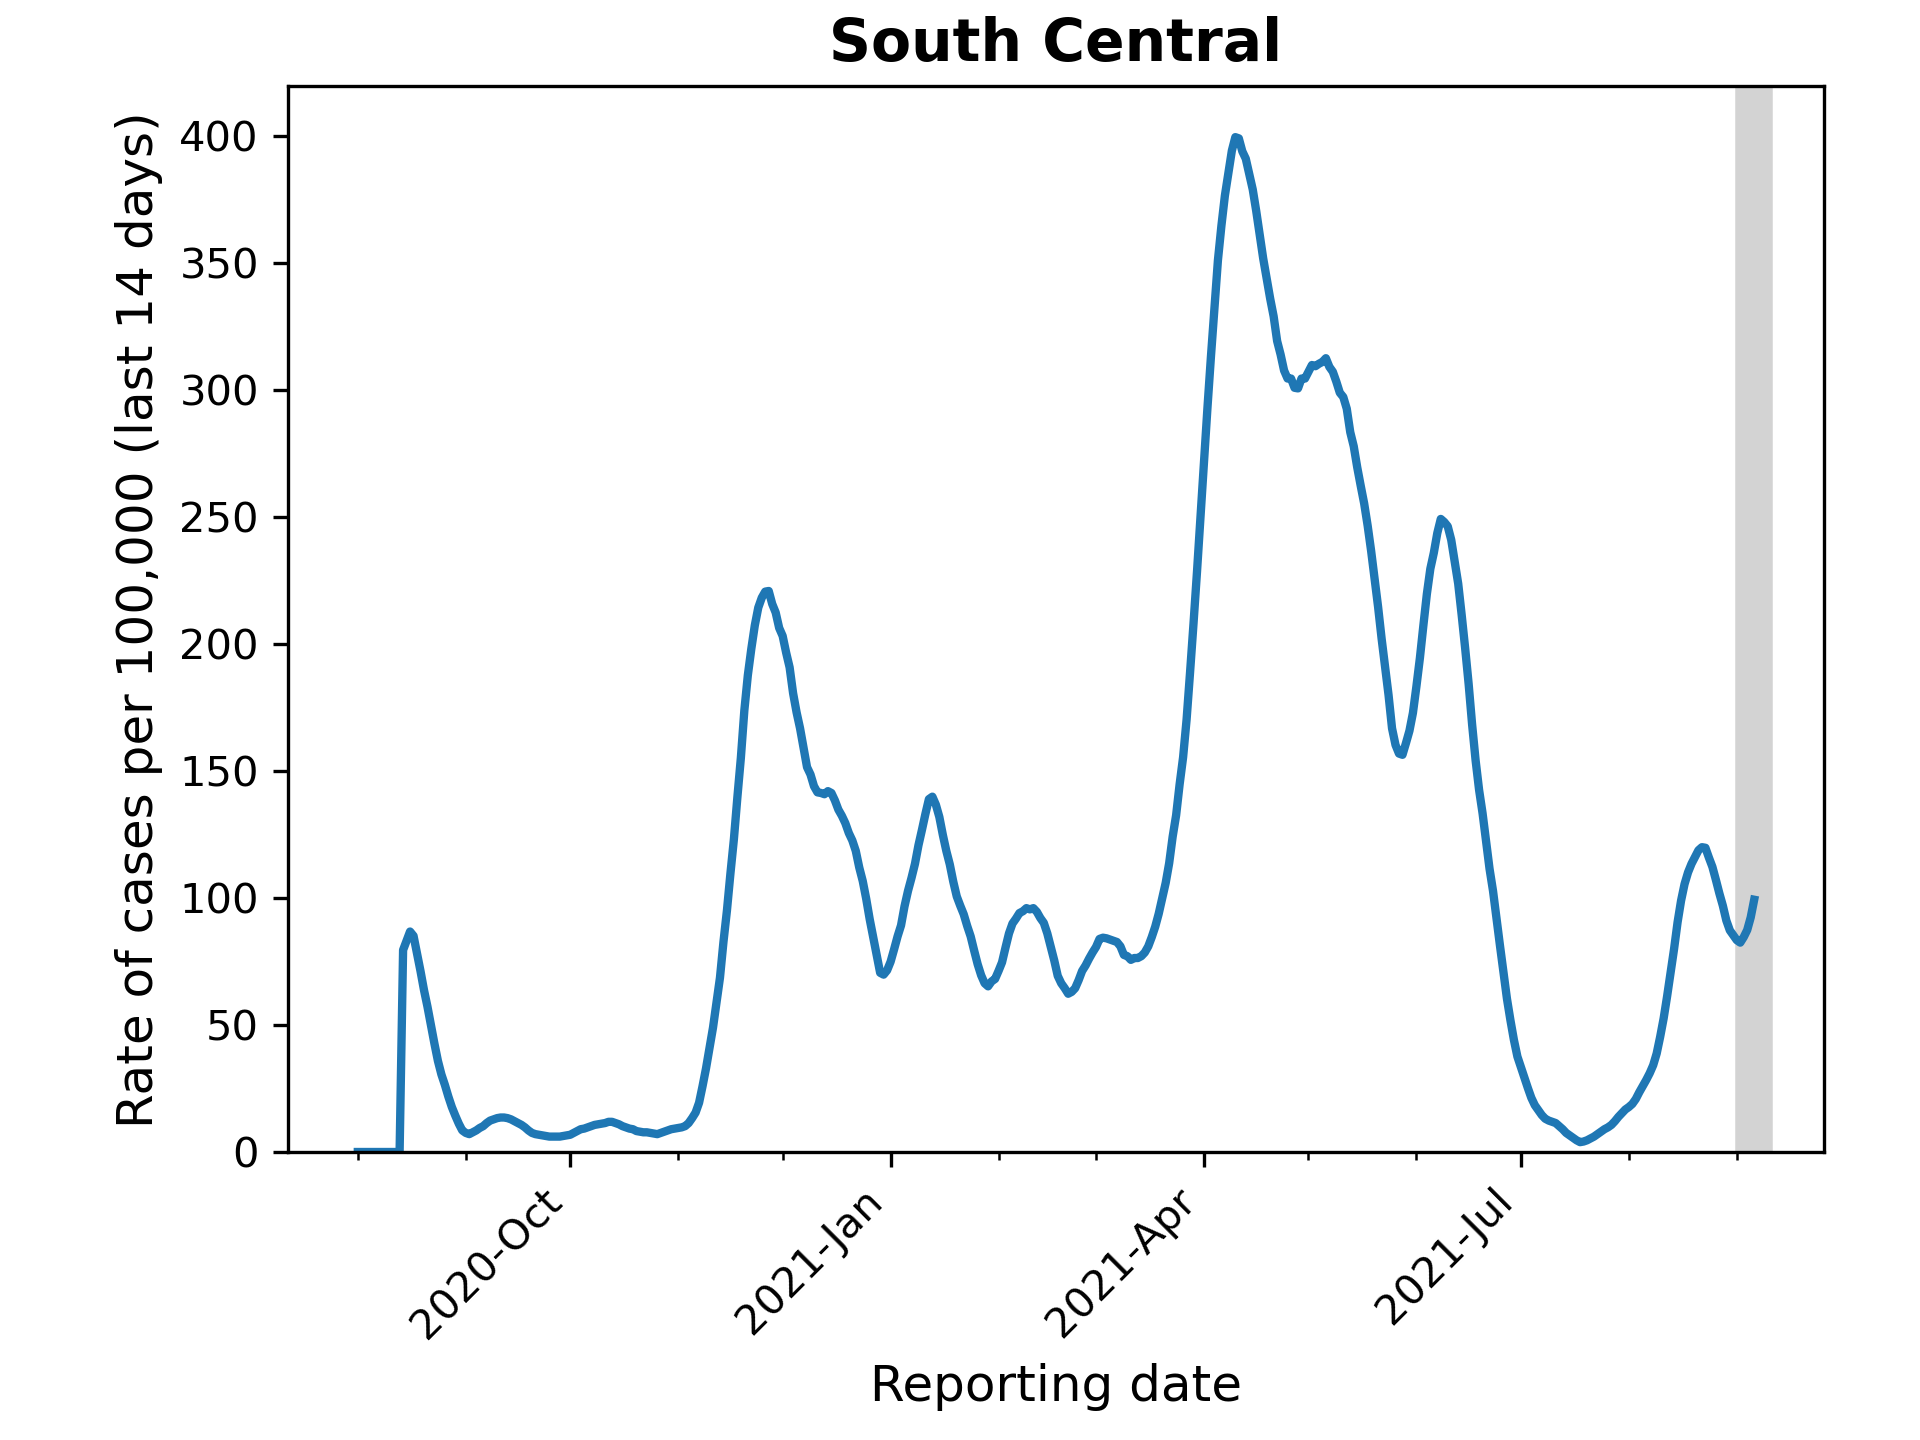 South Central
Rate of cases per 100,000 (last 14 days)
400
350
300
250
200
150
100
50
0
2020-Oct
2021-Jan
2021-Apr
2021-Jul
Reporting date